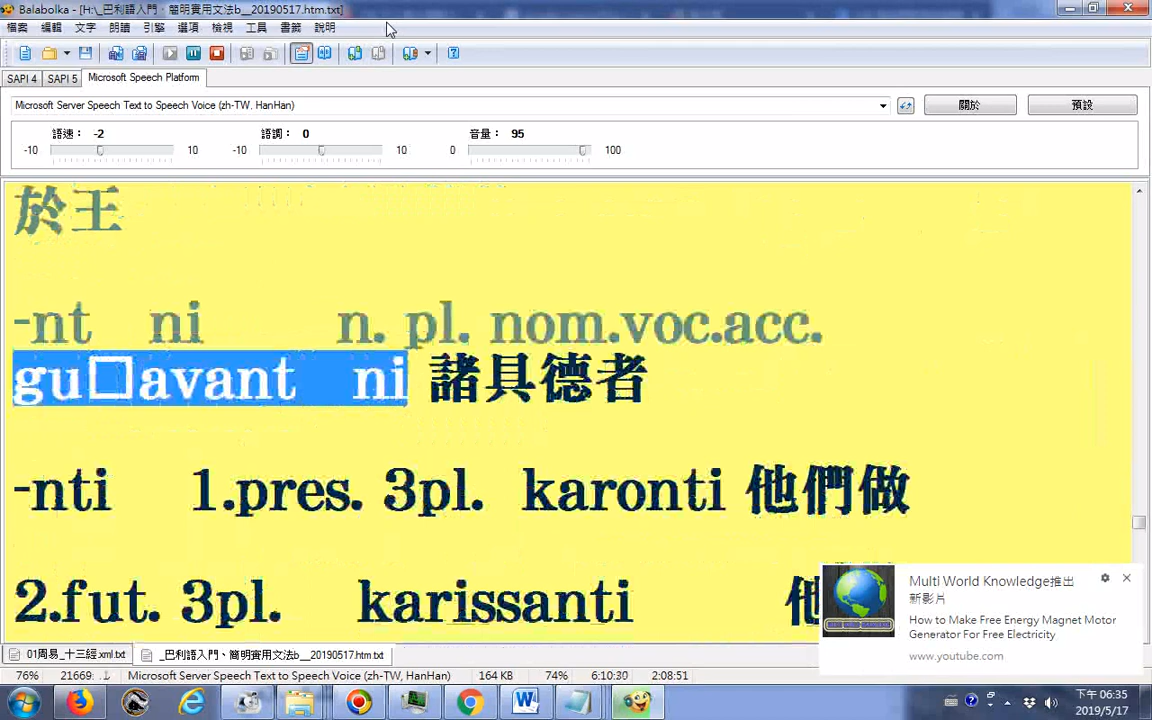 Balabolka - [H:\_巴利語入門、簡明實用文法b__20190517.htm.txt]
檔案 編輯 文字 朗讀 引擎 選項 檢視 工具 書籤 說明
SAPI 4 SAPI 5 Microsoft Speech Platform
Microsoft Server Speech Text to Speech Voice (zh-TW, HanHan) 關於 預設
語速： -2 語調： 0 音量： 95
-10 10 -10 10 0 100
於王
-nt ni n. pl. nom.voc.acc.
gu□avant ni 諸具德者
-nti 1.pres. 3pl. karonti 他們做
2.fut. 3pl. karissanti 他
Multi World Knowledge推出
新影片
How to Make Free Energy Magnet Motor
Generator For Free Electricity
www.youtube.com
01周易_十三經.xml.txt _巴利語入門、簡明實用文法b__20190517.htm.txt
76% 21669: Microsoft Server Speech Text to Speech Voice (zh-TW, HanHan) 164 KB 74% 6:10:30 2:08:51
下午 06:35
2019/5/17